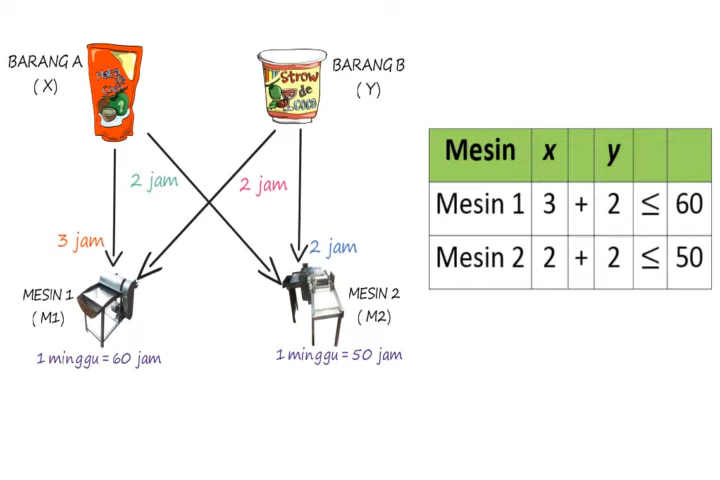 BARANG A
( X )
Strow
de
COCO
BARANG B
( Y )
2 jam
2 jam
3 jam
2 jam
MESIN 1
( M1)
1 minggu = 60 jam
MESIN 2
( M2)
1 minggu = 50 jam
Mesin x y
Mesin 1 3 + 2 ≤ 60
Mesin 2 2 + 2 ≤ 50